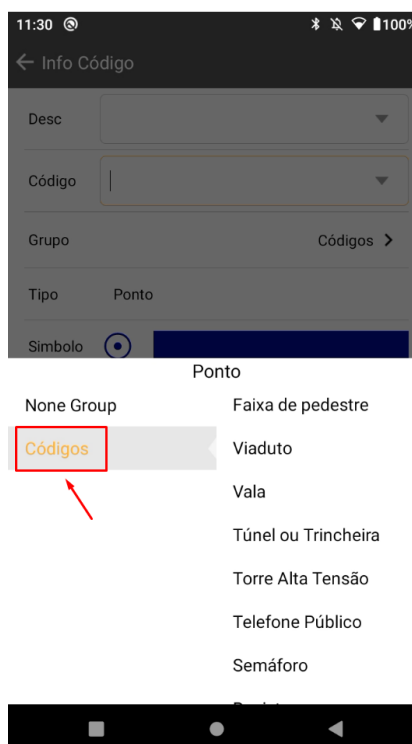 11:30 100%
Info Código
Desc
Código
Grupo Códigos
Tipo Ponto
Simbolo
Ponto
None Group Faixa de pedestre
Códigos Viaduto
Vala
Túnel ou Trincheira
Torre Alta Tensão
Telefone Público
Semáforo